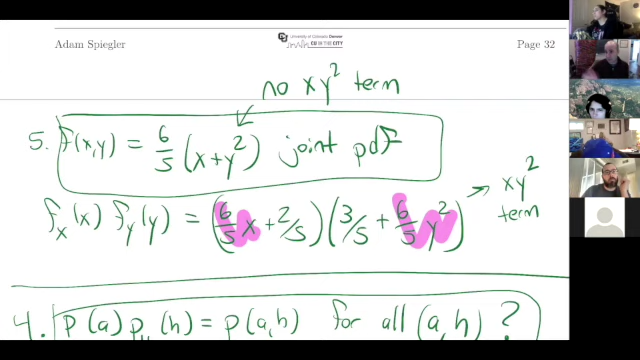 Adam Spiegler
University of Colorado Denver
CU IN THE CITY
Page 32
no xy² term
5. f(x,y) = 6/5 (x+y²) joint pdf
f_X(x) f_Y(y) = (6/5 x + 2/5)(3/5 + 6/5 y²) → xy² term
4. p(a) p_H(h) = p(a,h) for all (a,h) ?